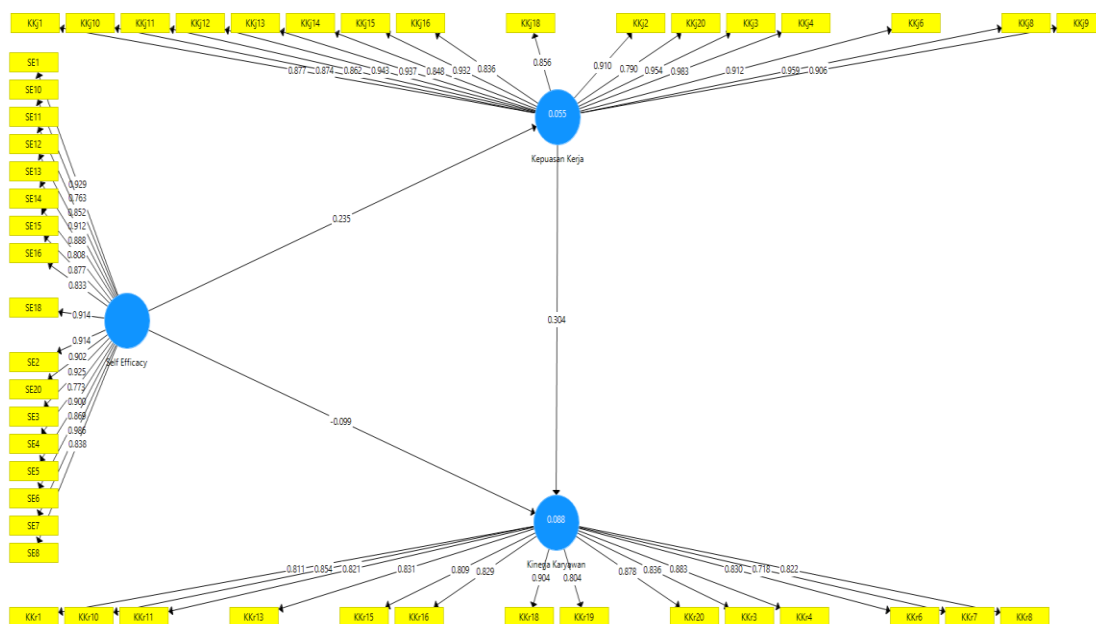 KKj1 KKj10 KKj11 KKj12 KKj13 KKj14 KKj15 KKj16 KKj18 KKj2 KKj20 KKj3 KKj4 KKj6 KKj8 KKj9
0.877 0.874 0.862 0.943 0.937 0.848 0.932 0.836 0.856 0.910 0.790 0.954 0.983 0.912 0.959 0.906
0.055
Kepuasan Kerja
SE1
SE10
SE11
SE12
SE13
SE14
SE15
SE16
SE18
SE2
SE20
SE3
SE4
SE5
SE6
SE7
SE8
0.929
0.763
0.852
0.912
0.888
0.808
0.877
0.833
0.914
0.914
0.902
0.925
0.773
0.900
0.869
0.986
0.838
Self Efficacy
0.235
0.304
-0.099
0.088
Kinerja Karyawan
0.811 0.854 0.821 0.831 0.809 0.829 0.904 0.804 0.878 0.836 0.883 0.830 0.718 0.822
KKr1 KKr10 KKr11 KKr13 KKr15 KKr16 KKr18 KKr19 KKr20 KKr3 KKr4 KKr6 KKr7 KKr8